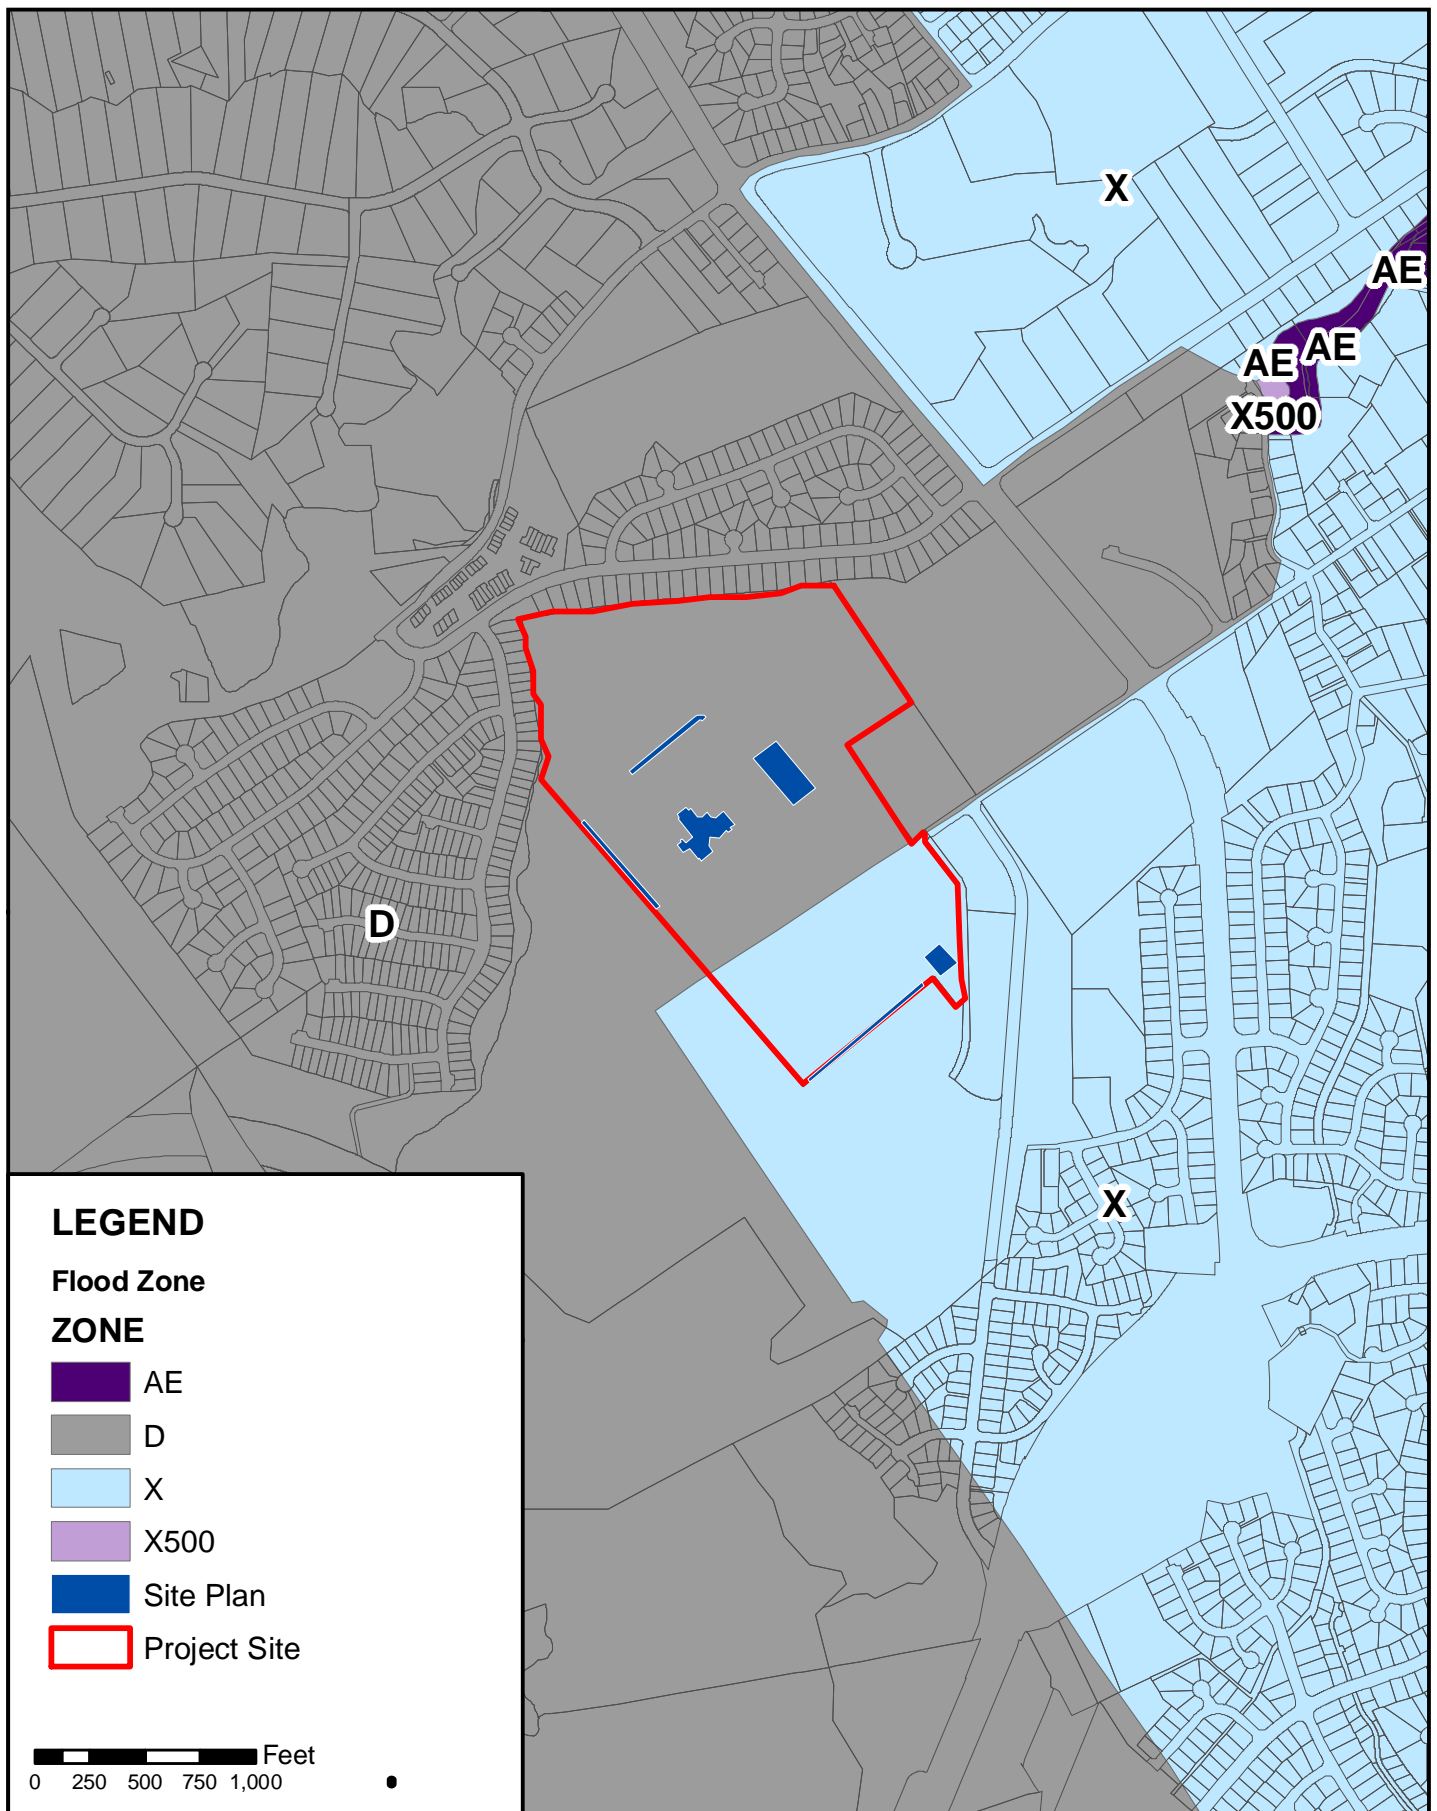 X
AE
AE
AE
X500
D
X
LEGEND
Flood Zone
ZONE
AE
D
X
X500
Site Plan
Project Site
Feet
0 250 500 750 1,000